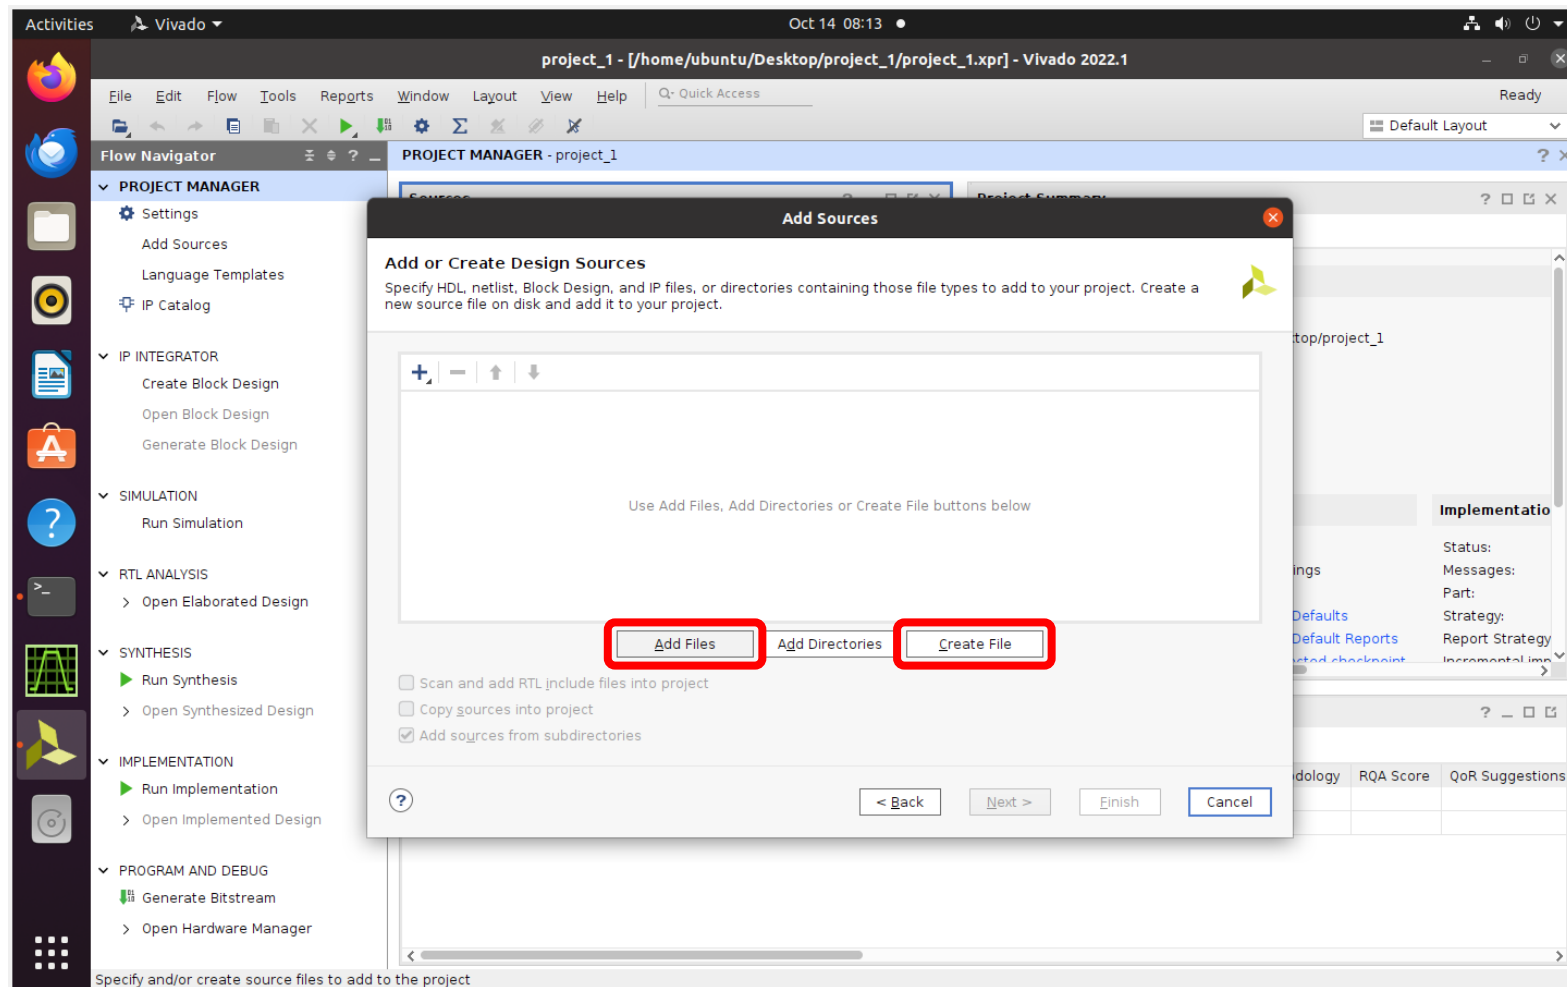 Activities Vivado Oct 14 08:13
project_1 - [/home/ubuntu/Desktop/project_1/project_1.xpr] - Vivado 2022.1
File Edit Flow Tools Reports Window Layout View Help Quick Access Ready
Default Layout
Flow Navigator
PROJECT MANAGER - project_1
PROJECT MANAGER
Settings
Add Sources
Language Templates
IP Catalog
IP INTEGRATOR
Create Block Design
Open Block Design
Generate Block Design
SIMULATION
Run Simulation
RTL ANALYSIS
Open Elaborated Design
SYNTHESIS
Run Synthesis
Open Synthesized Design
IMPLEMENTATION
Run Implementation
Open Implemented Design
PROGRAM AND DEBUG
Generate Bitstream
Open Hardware Manager
Sources
Project Summary
Add Sources
Add or Create Design Sources
Specify HDL, netlist, Block Design, and IP files, or directories containing those file types to add to your project. Create a
new source file on disk and add it to your project.
Use Add Files, Add Directories or Create File buttons below
Add Files Add Directories Create File
Scan and add RTL include files into project
Copy sources into project
Add sources from subdirectories
? < Back Next > Finish Cancel
ktop/project_1
Implementatio
Status:
ings Messages:
Part:
Defaults Strategy:
Default Reports Report Strategy
cted checkpoint Incremental imp
dology RQA Score QoR Suggestions
Specify and/or create source files to add to the project